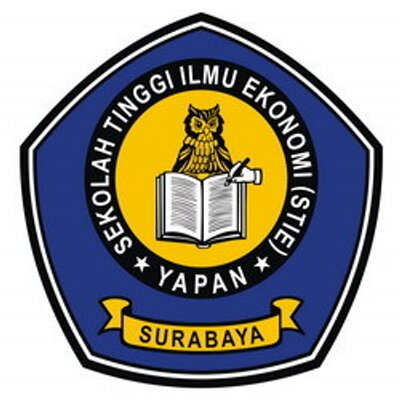 SEKOLAH TINGGI ILMU EKONOMI (STIE)
YAPAN
SURABAYA